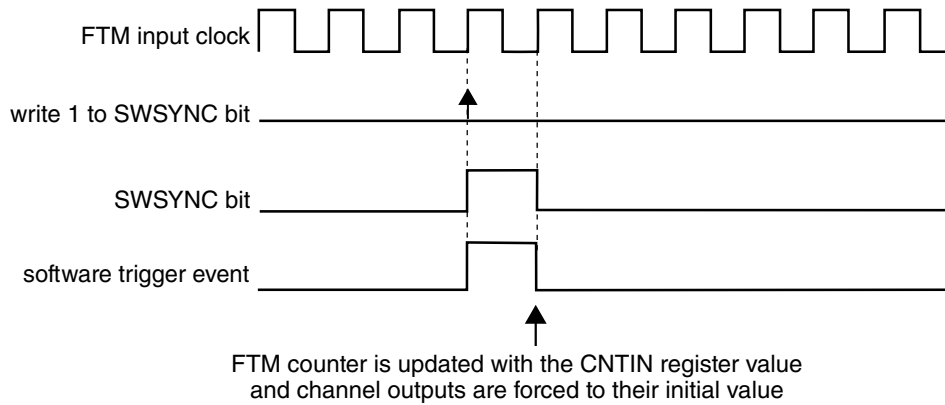 FTM input clock
write 1 to SWSYNC bit
SWSYNC bit
software trigger event
FTM counter is updated with the CNTIN register value
and channel outputs are forced to their initial value